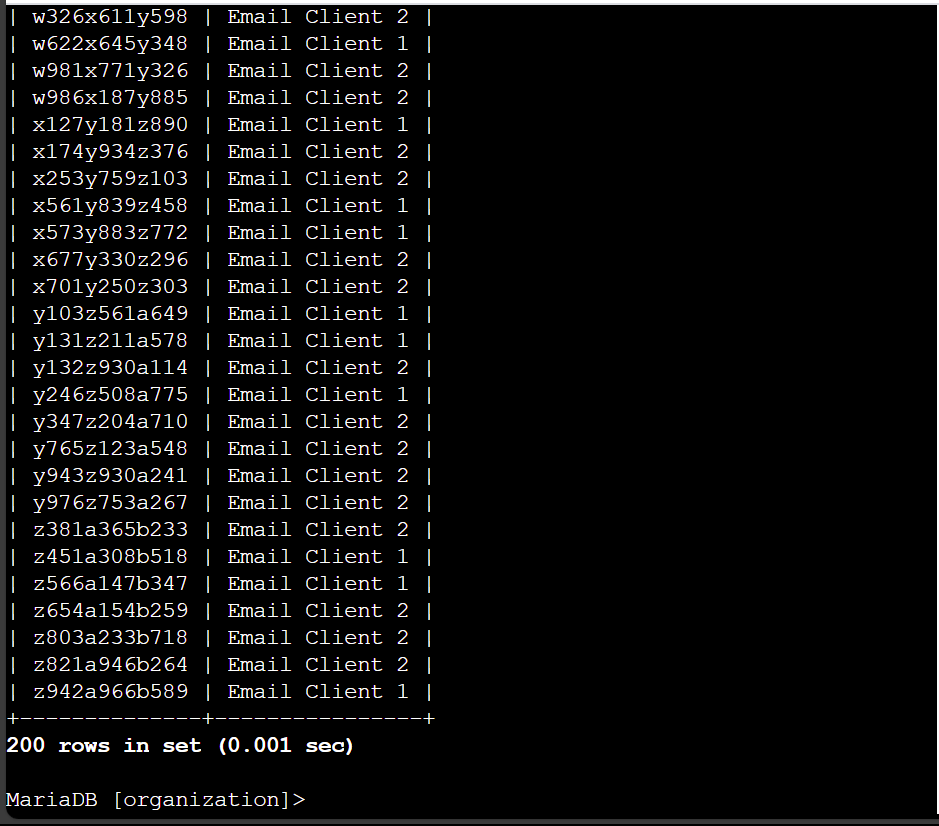 | w326x611y598 | Email Client 2 |
| w622x645y348 | Email Client 1 |
| w981x771y326 | Email Client 2 |
| w986x187y885 | Email Client 2 |
| x127y181z890 | Email Client 1 |
| x174y934z376 | Email Client 2 |
| x253y759z103 | Email Client 2 |
| x561y839z458 | Email Client 1 |
| x573y883z772 | Email Client 1 |
| x677y330z296 | Email Client 2 |
| x701y250z303 | Email Client 2 |
| y103z561a649 | Email Client 1 |
| y131z211a578 | Email Client 1 |
| y132z930a114 | Email Client 2 |
| y246z508a775 | Email Client 1 |
| y347z204a710 | Email Client 2 |
| y765z123a548 | Email Client 2 |
| y943z930a241 | Email Client 2 |
| y976z753a267 | Email Client 2 |
| z381a365b233 | Email Client 2 |
| z451a308b518 | Email Client 1 |
| z566a147b347 | Email Client 1 |
| z654a154b259 | Email Client 2 |
| z803a233b718 | Email Client 2 |
| z821a946b264 | Email Client 2 |
| z942a966b589 | Email Client 1 |
+--------------+----------------+
200 rows in set (0.001 sec)
MariaDB [organization]>